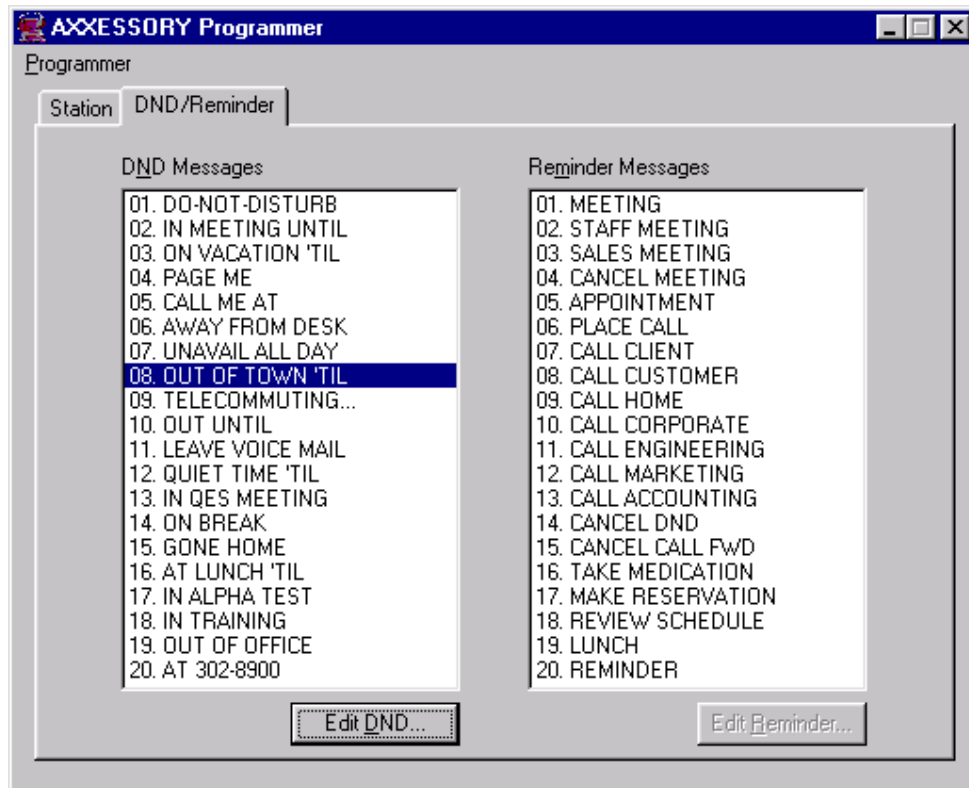 AXXESSORY Programmer
Programmer
Station
DND/Reminder
DND Messages
01. DO-NOT-DISTURB
02. IN MEETING UNTIL
03. ON VACATION 'TIL
04. PAGE ME
05. CALL ME AT
06. AWAY FROM DESK
07. UNAVAIL ALL DAY
08. OUT OF TOWN 'TIL
09. TELECOMMUTING...
10. OUT UNTIL
11. LEAVE VOICE MAIL
12. QUIET TIME 'TIL
13. IN QES MEETING
14. ON BREAK
15. GONE HOME
16. AT LUNCH 'TIL
17. IN ALPHA TEST
18. IN TRAINING
19. OUT OF OFFICE
20. AT 302-8900
Edit DND...
Reminder Messages
01. MEETING
02. STAFF MEETING
03. SALES MEETING
04. CANCEL MEETING
05. APPOINTMENT
06. PLACE CALL
07. CALL CLIENT
08. CALL CUSTOMER
09. CALL HOME
10. CALL CORPORATE
11. CALL ENGINEERING
12. CALL MARKETING
13. CALL ACCOUNTING
14. CANCEL DND
15. CANCEL CALL FWD
16. TAKE MEDICATION
17. MAKE RESERVATION
18. REVIEW SCHEDULE
19. LUNCH
20. REMINDER
Edit Reminder...